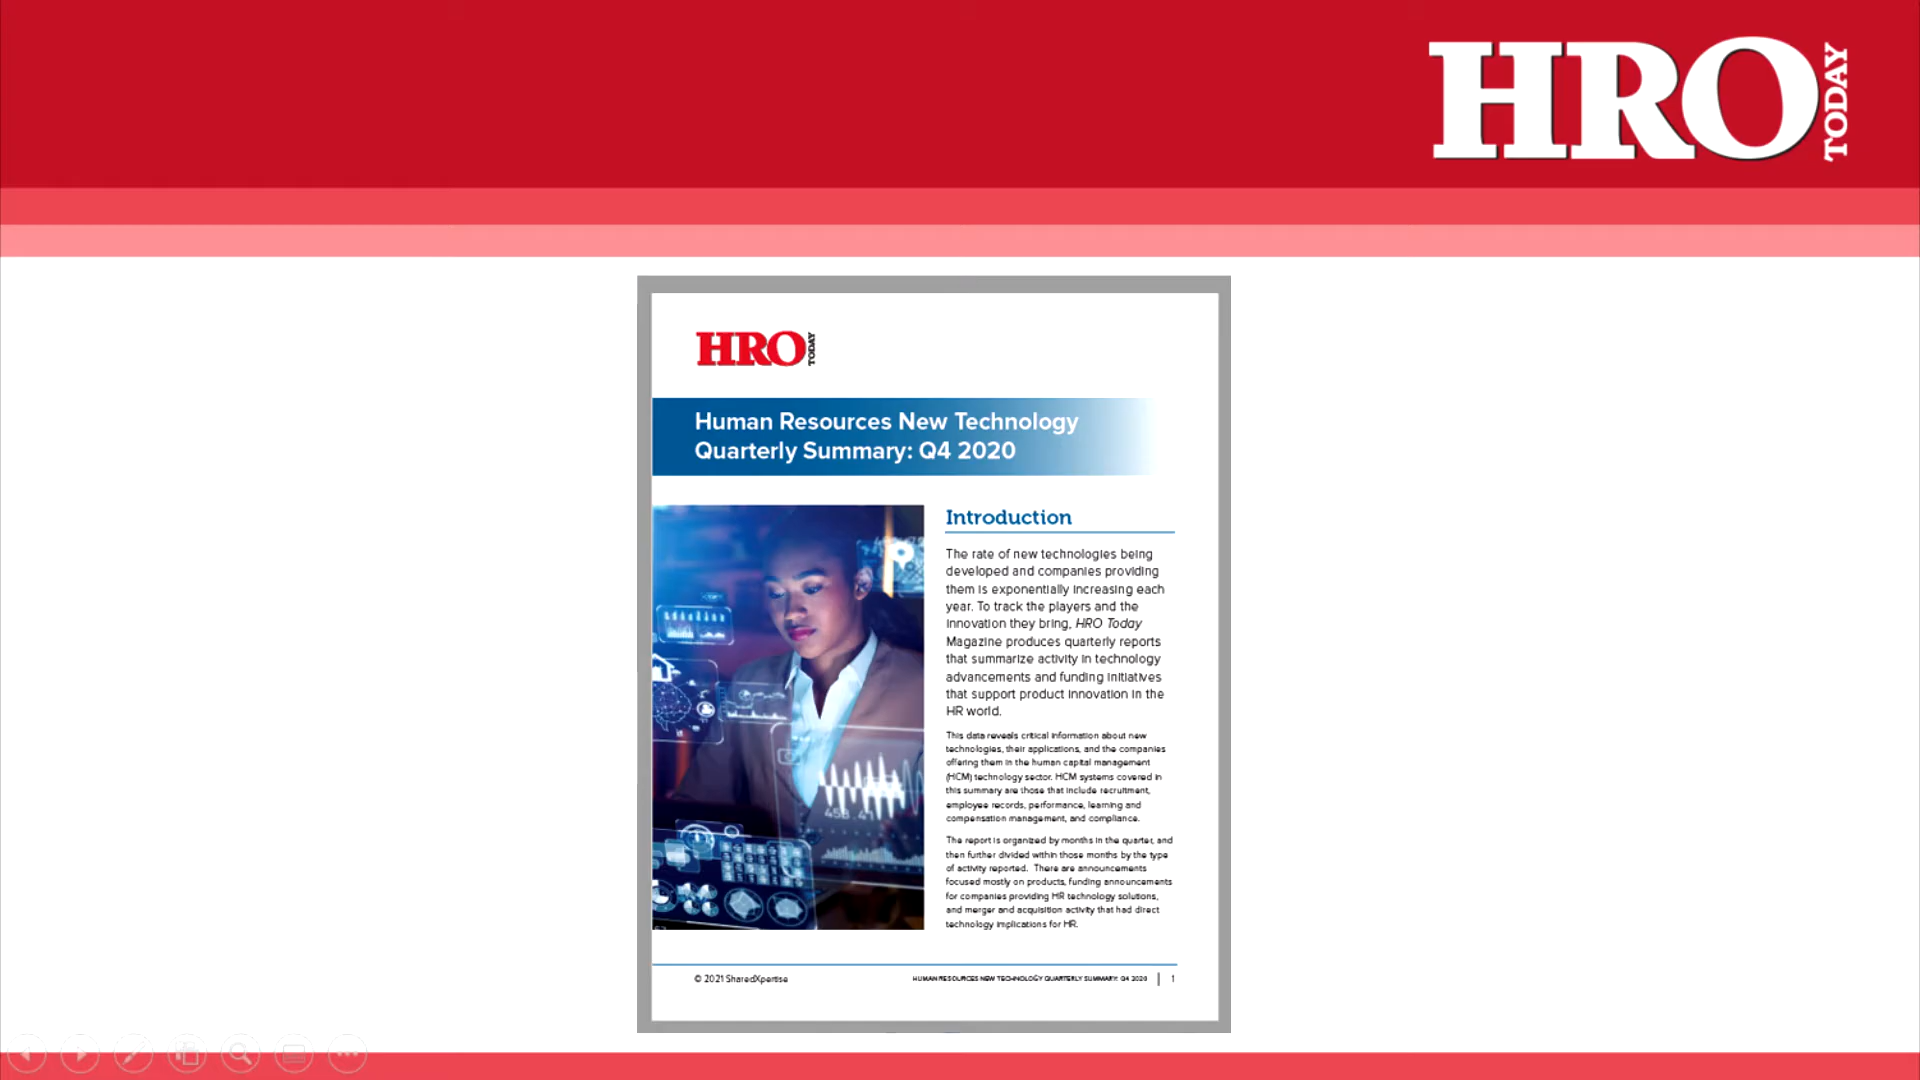 HRO TODAY
HRO TODAY
Human Resources New Technology
Quarterly Summary: Q4 2020
Introduction
The rate of new technologies being
developed and companies providing
them is exponentially increasing each
year. To track the players and the
innovation they bring, HRO Today
Magazine produces quarterly reports
that summarize activity in technology
advancements and funding initiatives
that support product innovation in the
HR world.
This data reveals critical information about new
technologies, their applications, and the companies
offering them in the human capital management
(HCM) technology sector. HCM systems covered in
this summary are those that include recruitment,
employee records, performance, learning and
compensation management, and compliance.
The report is organized by months in the quarter, and
then further divided within those months by the type
of activity reported. There are announcements
focused mostly on products, funding announcements
for companies providing HR technology solutions,
and merger and acquisition activity that had direct
technology implications for HR.
© 2021 SharedXpertise
HUMAN RESOURCES NEW TECHNOLOGY QUARTERLY SUMMARY: Q4 2020 | 1